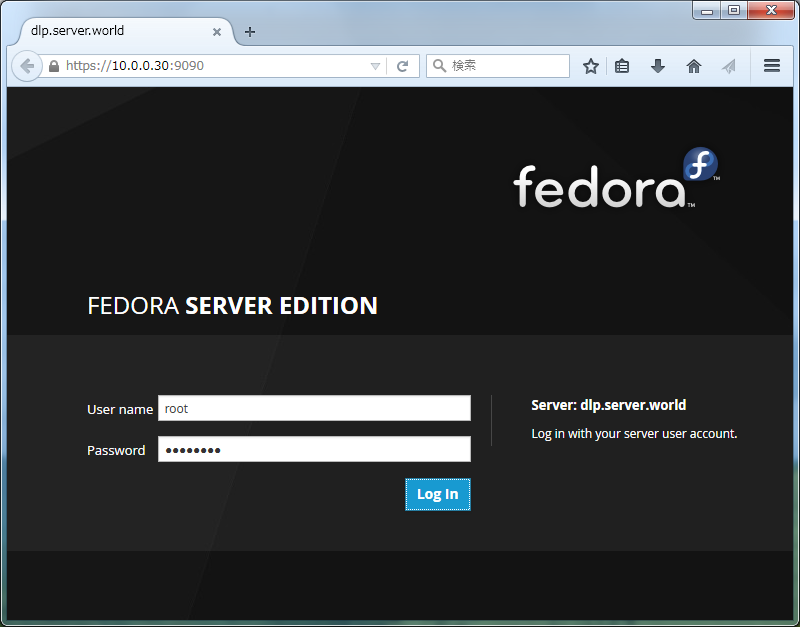 dlp.server.world
https://10.0.0.30:9090
検索
fedora
FEDORA SERVER EDITION
User name root
Server: dlp.server.world
Log in with your server user account.
Password ••••••••
Log In